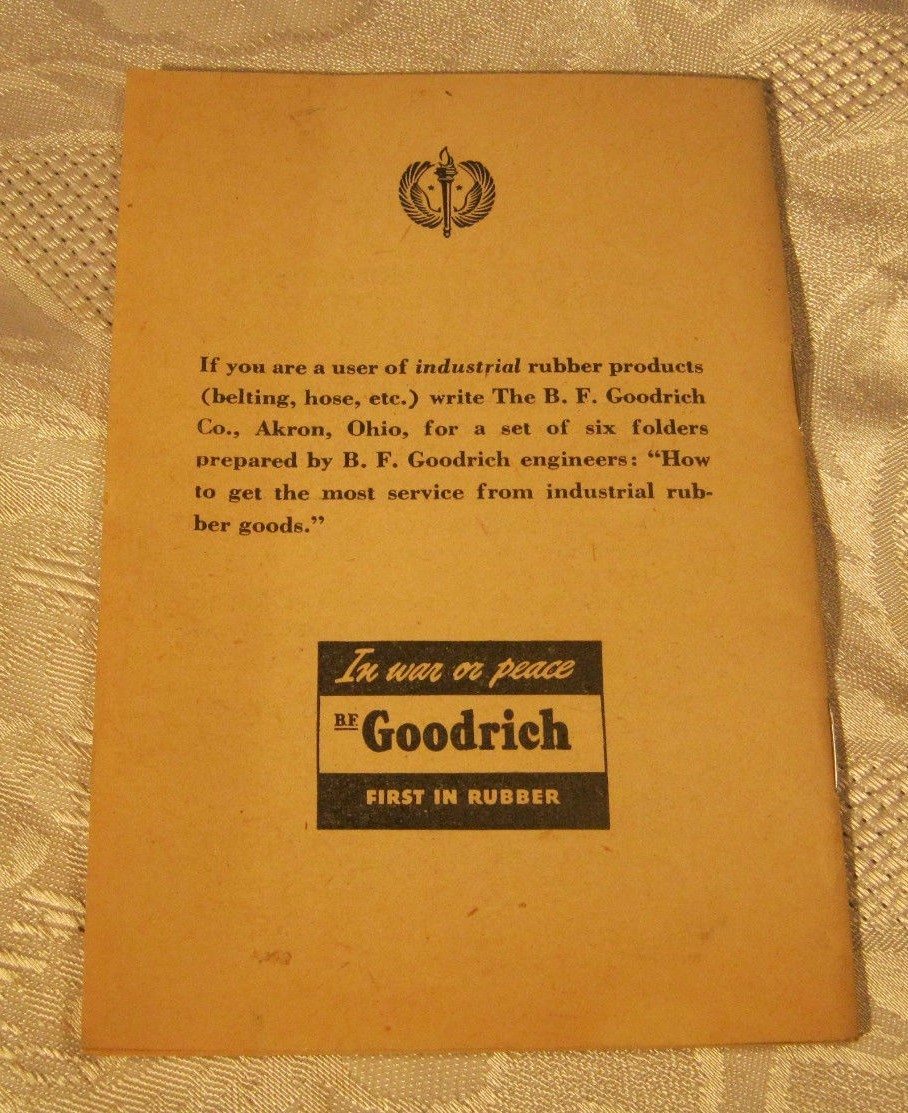 If you are a user of industrial rubber products
(belting, hose, etc.) write The B. F. Goodrich
Co., Akron, Ohio, for a set of six folders
prepared by B. F. Goodrich engineers: “How
to get the most service from industrial rub-
ber goods.”
In war or peace
B.F. Goodrich
FIRST IN RUBBER